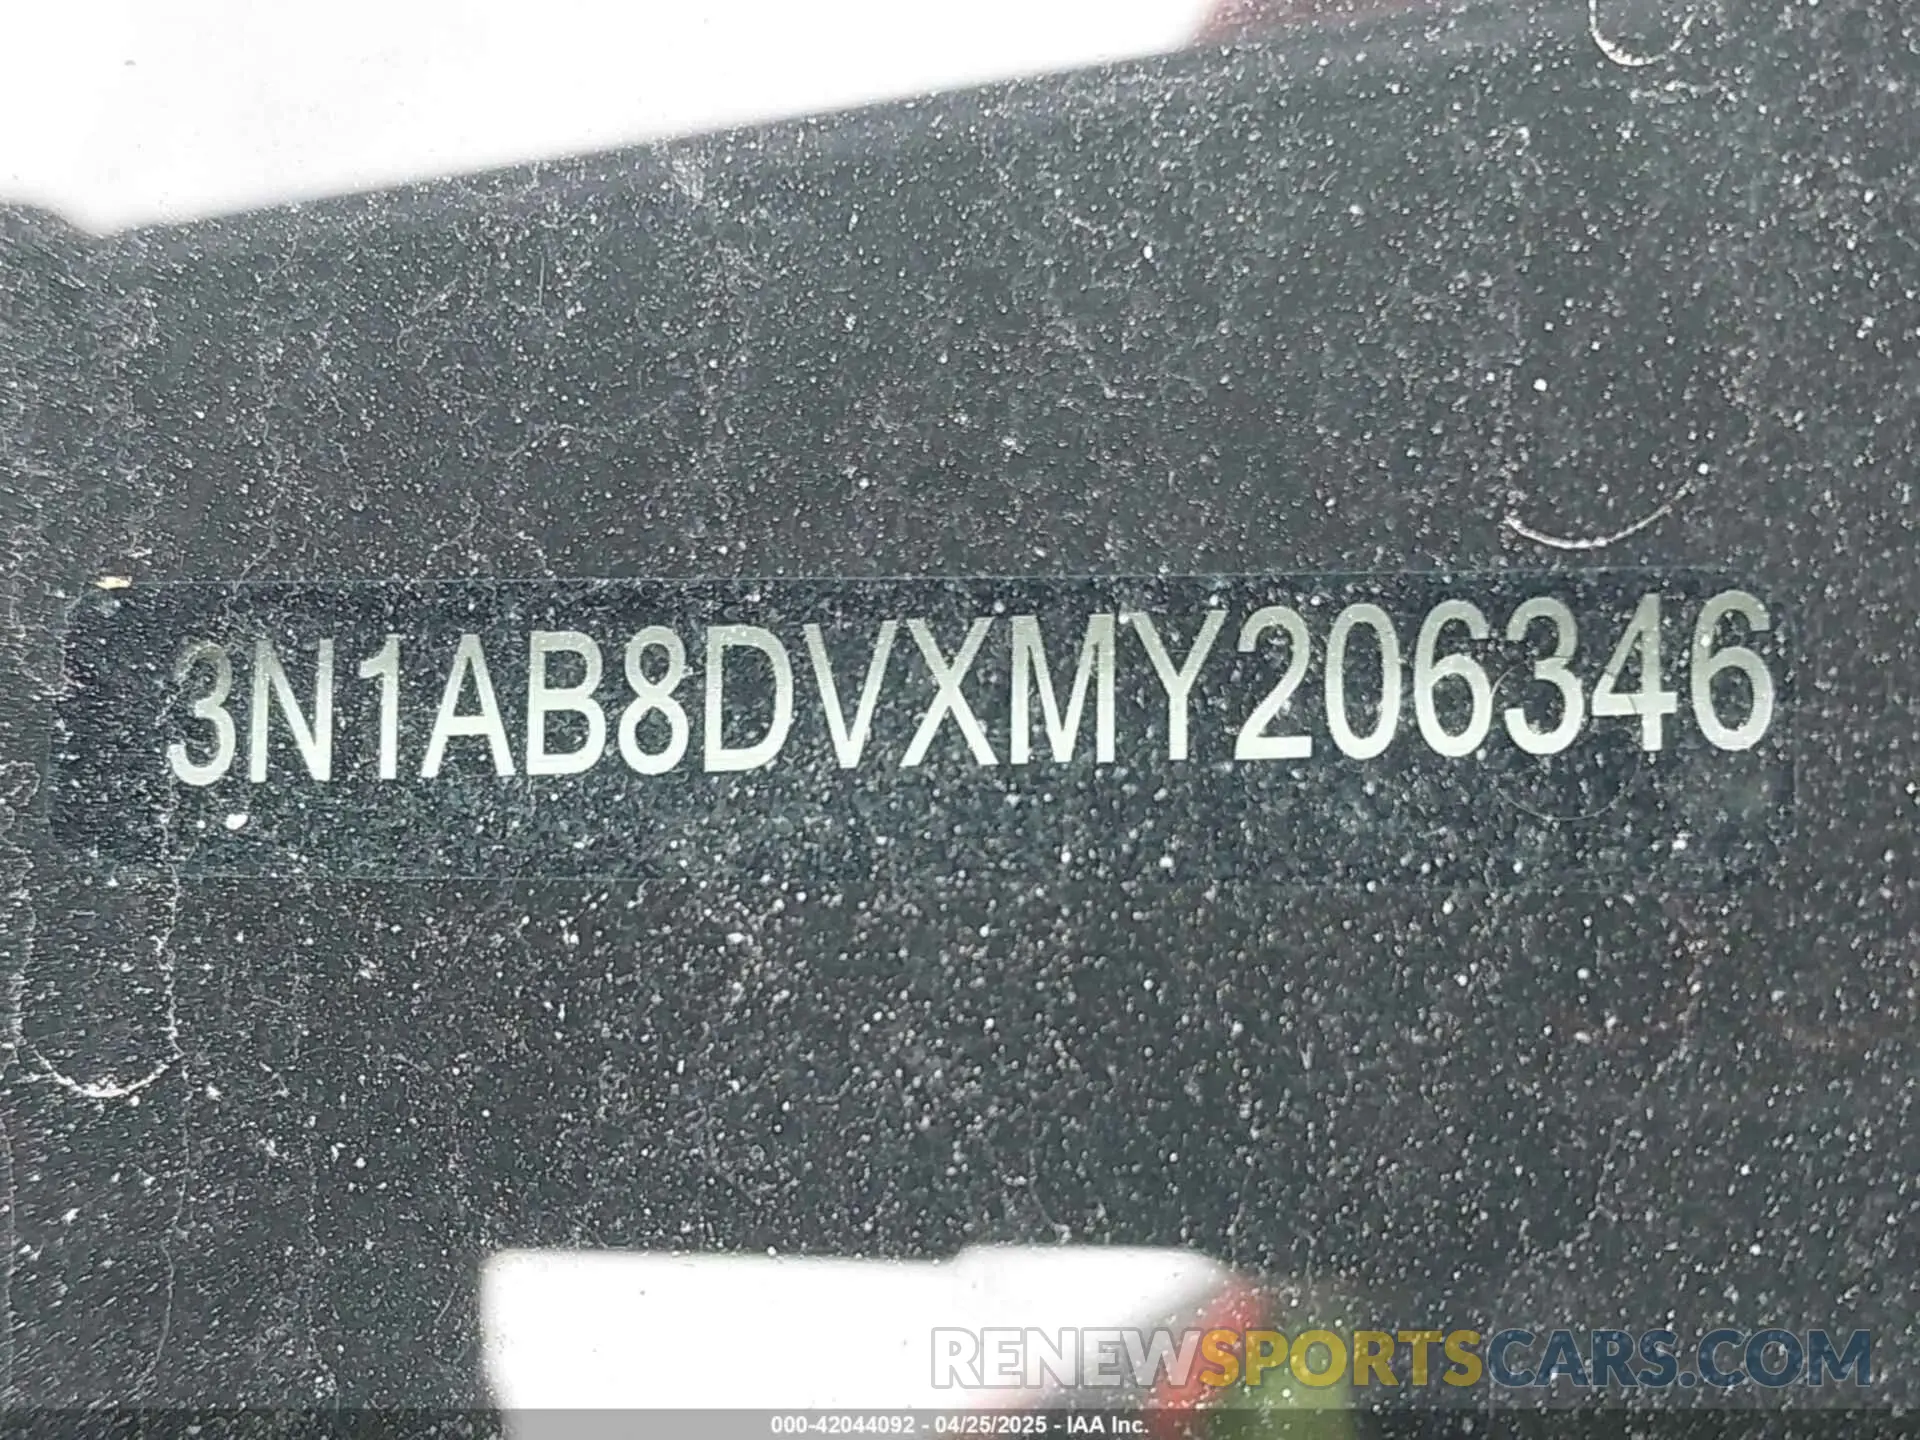 3N1AB8DVXMY206346
RENEWSPORTSCARS.COM
000-42044092 - 04/25/2025 - IAA Inc.